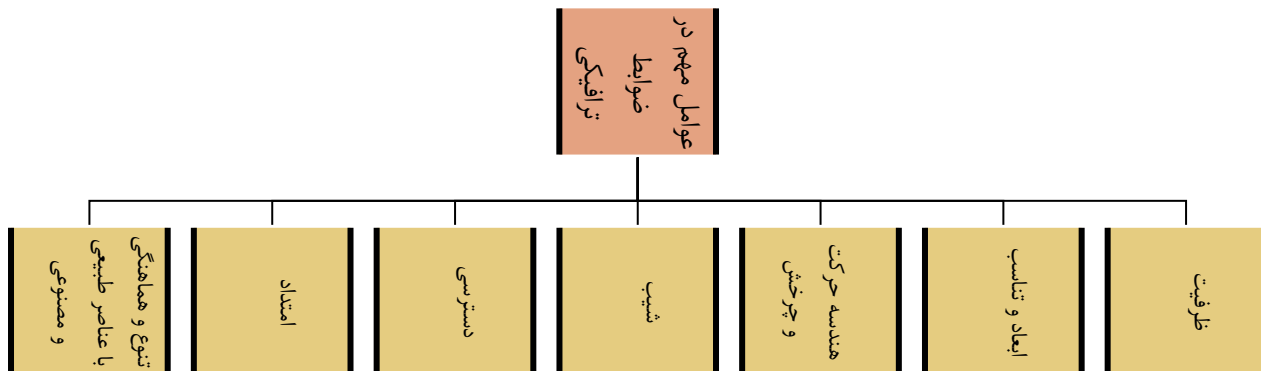 عوامل مهم در
ضوابط
ترافیکی
ظرفیت
ابعاد و تناسب
هندسه حرکت
و چرخش
شیب
دسترسی
امتداد
تنوع و هماهنگی
با عناصر طبیعی
و مصنوعی